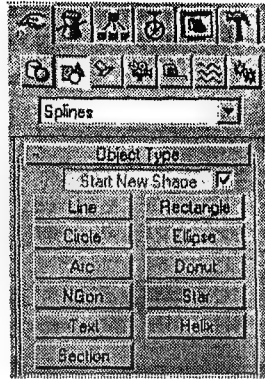 Splines
Object Type
Start New Shape
Line Rectangle
Circle Ellipse
Arc Donut
NGon Star
Text Helix
Section